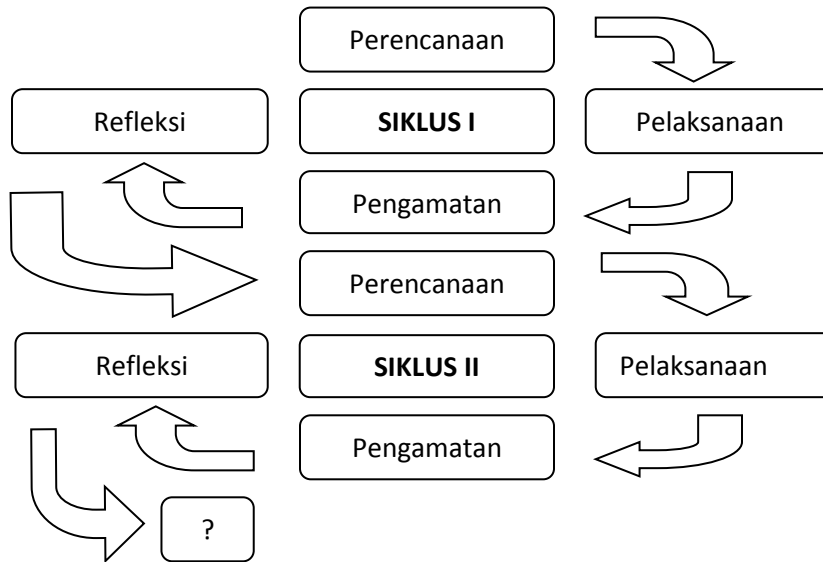 Perencanaan
Refleksi
SIKLUS I
Pelaksanaan
Pengamatan
Perencanaan
Refleksi
SIKLUS II
Pelaksanaan
Pengamatan
?